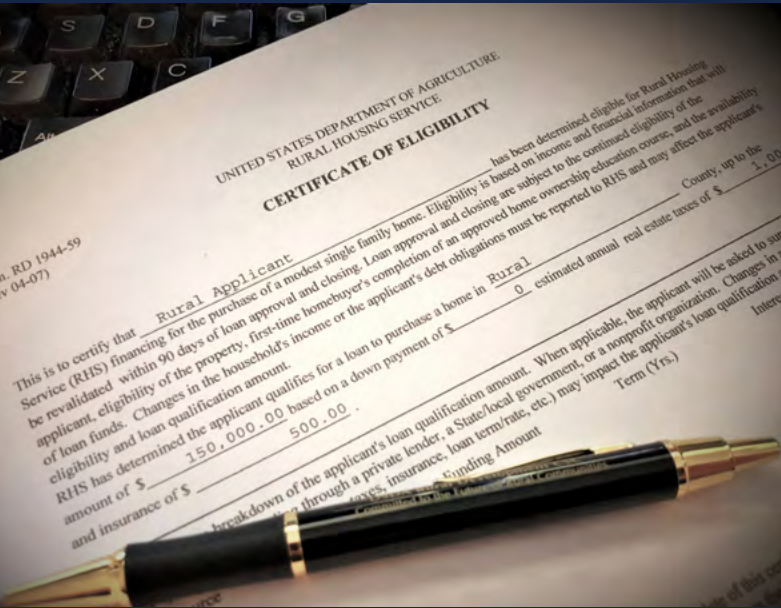 S D F G
Z X C
Alt
UNITED STATES DEPARTMENT OF AGRICULTURE
RURAL HOUSING SERVICE
CERTIFICATE OF ELIGIBILITY
RD 1944-59
04-07)
This is to certify that Rural Applicant has been determined eligible for Rural Housing
Service (RHS) financing for the purchase of a modest single family home. Eligibility is based on income and financial information that will
be revalidated within 90 days of loan approval and closing. Loan approval and closing are subject to the continued eligibility of the
applicant, eligibility of the property, first-time homebuyer's completion of an approved home ownership education course, and the availability
of loan funds. Changes in the household's income or the applicant's debt obligations must be reported to RHS and may affect the applicant's
eligibility and loan qualification amount.
RHS has determined the applicant qualifies for a loan to purchase a home in Rural County, up to the
amount of $ 150,000.00 based on a down payment of $ 0 estimated annual real estate taxes of $ 1,00
and insurance of $ 500.00 .
breakdown of the applicant's loan qualification amount. When applicable, the applicant will be asked to
through a private lender, a State/local government, or a nonprofit organization. Changes in
taxes, insurance, loan term/rate, etc.) may impact the applicant's loan qualification
Funding Amount Term (Yrs.)
Committed to the Future of Rural Communities